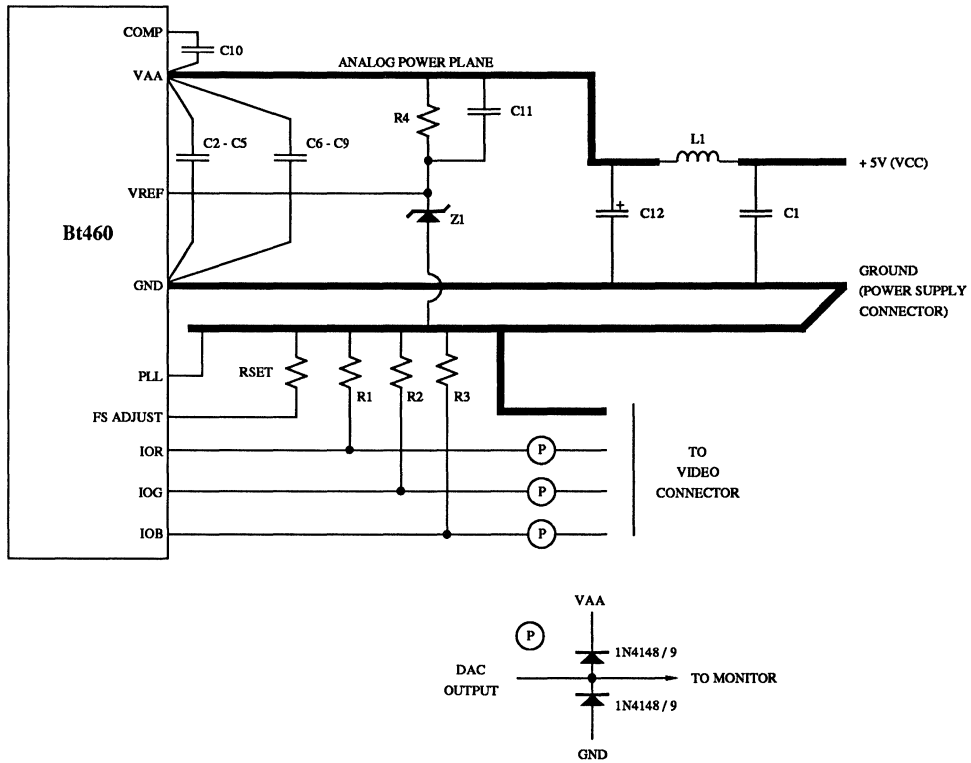 COMP
C10
VAA
ANALOG POWER PLANE
R4
C11
L1
C2 - C5
C6 - C9
+ 5V (VCC)
VREF
Z1
+
C12
C1
Bt460
GND
GROUND
(POWER SUPPLY
CONNECTOR)
PLL
RSET
R1
R2
R3
FS ADJUST
IOR
P
IOG
P
IOB
P
TO
VIDEO
CONNECTOR
VAA
P
1N4148 / 9
DAC
OUTPUT
TO MONITOR
1N4148 / 9
GND